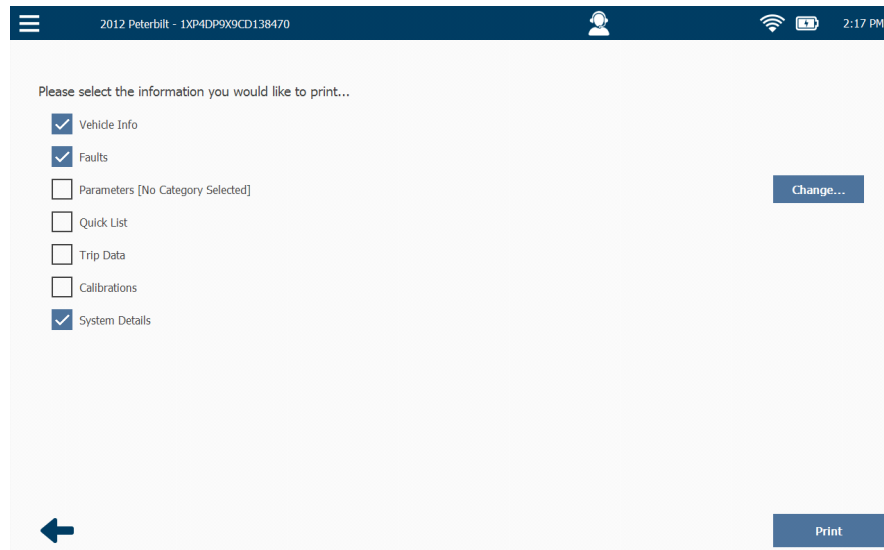 2012 Peterbilt - 1XP4DP9X9CD138470
2:17 PM
Please select the information you would like to print...
Vehicle Info
Faults
Parameters [No Category Selected]
Change...
Quick List
Trip Data
Calibrations
System Details
Print